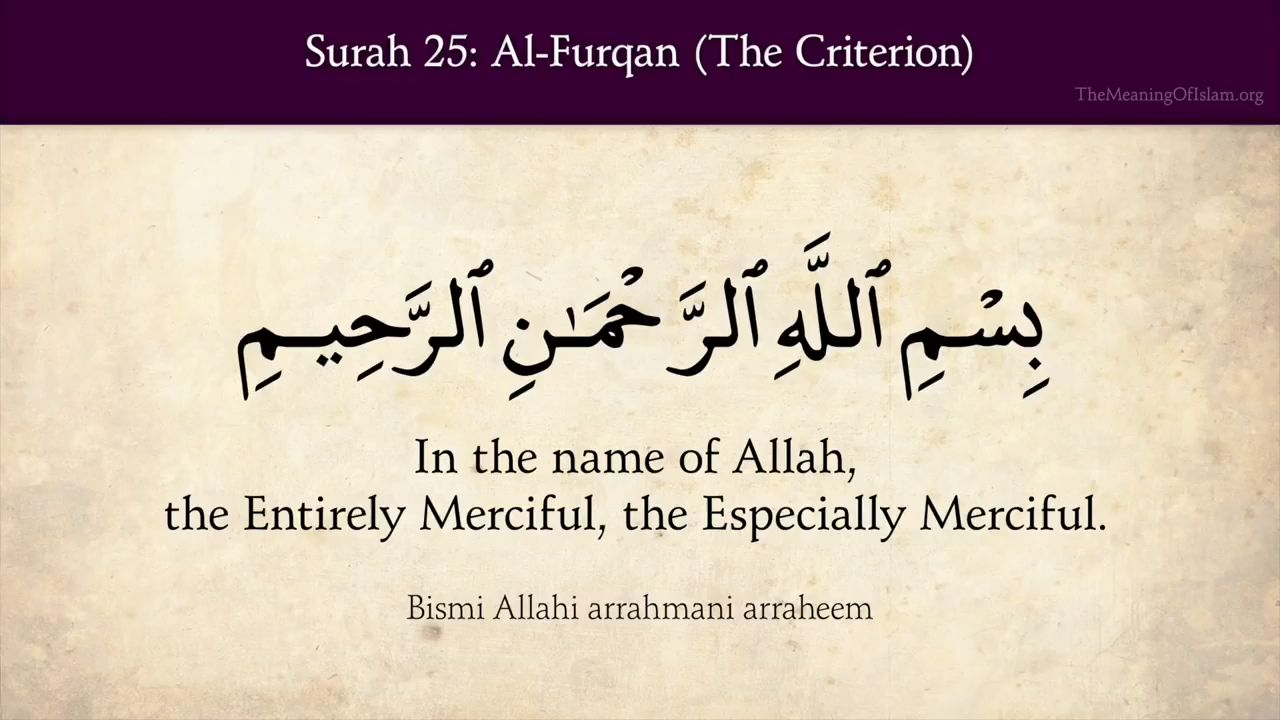 Surah 25: Al-Furqan (The Criterion)
TheMeaningOfIslam.org
بِسْمِ ٱللَّهِ ٱلرَّحْمَـٰنِ ٱلرَّحِيمِ
In the name of Allah,
the Entirely Merciful, the Especially Merciful.
Bismi Allahi arrahmani arraheem